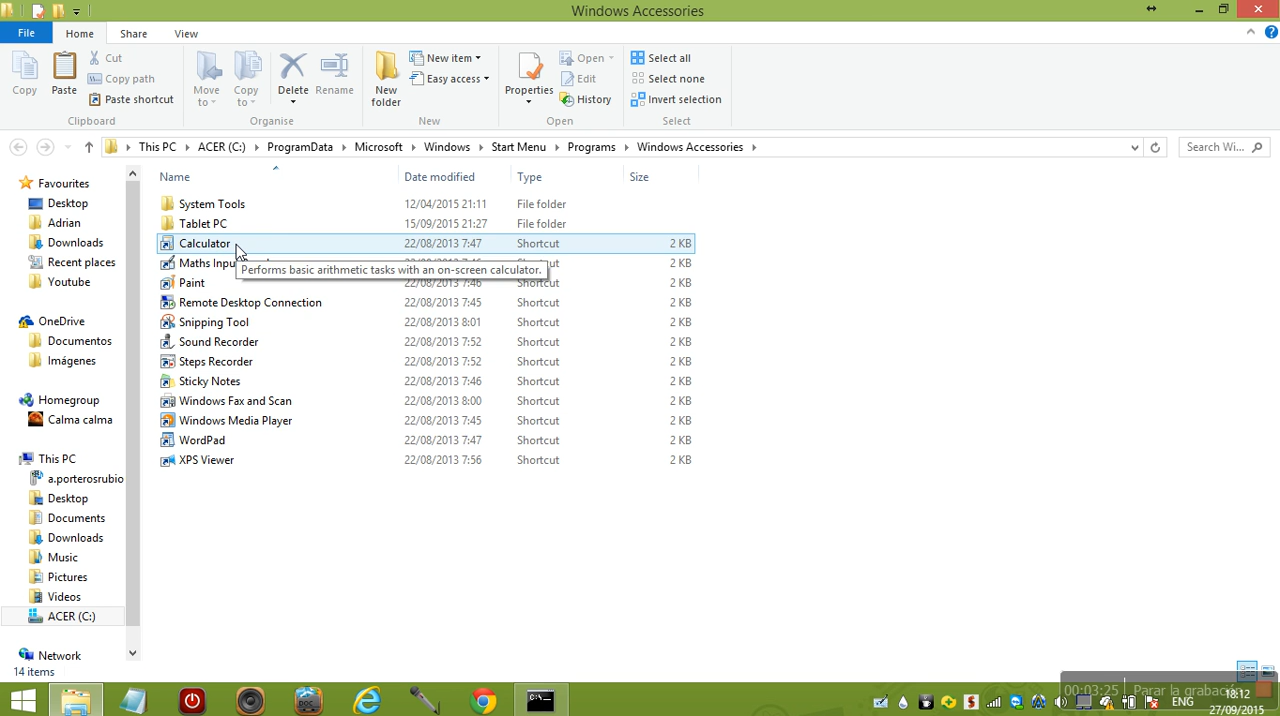 Windows Accessories
File Home Share View
Copy
Paste
Cut
Copy path
Paste shortcut
Clipboard
Move to
Copy to
Delete
Rename
Organise
New folder
New item
Easy access
New
Properties
Open
Edit
History
Open
Select all
Select none
Invert selection
Select
This PC ACER (C:) ProgramData Microsoft Windows Start Menu Programs Windows Accessories
Search Wi...
Favourites
Desktop
Adrian
Downloads
Recent places
Youtube
OneDrive
Documentos
Imágenes
Homegroup
Calma calma
This PC
a.porterosrubio
Desktop
Documents
Downloads
Music
Pictures
Videos
ACER (C:)
Network
Name Date modified Type Size
System Tools 12/04/2015 21:11 File folder
Tablet PC 15/09/2015 21:27 File folder
Calculator 22/08/2013 7:47 Shortcut 2 KB
Maths Inpu 2 KB
Performs basic arithmetic tasks with an on-screen calculator.
Paint 22/08/2013 7:46 Shortcut 2 KB
Remote Desktop Connection 22/08/2013 7:45 Shortcut 2 KB
Snipping Tool 22/08/2013 8:01 Shortcut 2 KB
Sound Recorder 22/08/2013 7:52 Shortcut 2 KB
Steps Recorder 22/08/2013 7:52 Shortcut 2 KB
Sticky Notes 22/08/2013 7:46 Shortcut 2 KB
Windows Fax and Scan 22/08/2013 8:00 Shortcut 2 KB
Windows Media Player 22/08/2013 7:45 Shortcut 2 KB
WordPad 22/08/2013 7:47 Shortcut 2 KB
XPS Viewer 22/08/2013 7:56 Shortcut 2 KB
14 items
00:03:25 Parar la grabación
ENG
18:12
27/09/2015